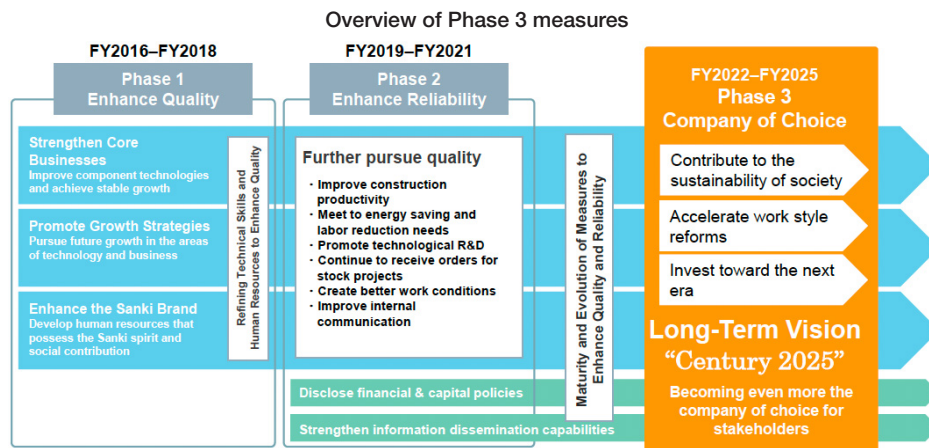 Overview of Phase 3 measures
FY2016–FY2018
Phase 1
Enhance Quality
Strengthen Core
Businesses
Improve component technologies
and achieve stable growth
Promote Growth Strategies
Pursue future growth in the areas
of technology and business
Enhance the Sanki Brand
Develop human resources that
possess the Sanki spirit and
social contribution
Refining Technical Skills and
Human Resources to Enhance Quality
FY2019–FY2021
Phase 2
Enhance Reliability
Further pursue quality
· Improve construction
productivity
· Meet to energy saving and
labor reduction needs
· Promote technological R&D
· Continue to receive orders for
stock projects
· Create better work conditions
· Improve internal
communication
Disclose financial & capital policies
Strengthen information dissemination capabilities
Maturity and Evolution of Measures to
Enhance Quality and Reliability
FY2022–FY2025
Phase 3
Company of Choice
Contribute to the
sustainability of society
Accelerate work style
reforms
Invest toward the next
era
Long-Term Vision
“Century 2025”
Becoming even more the
company of choice for
stakeholders